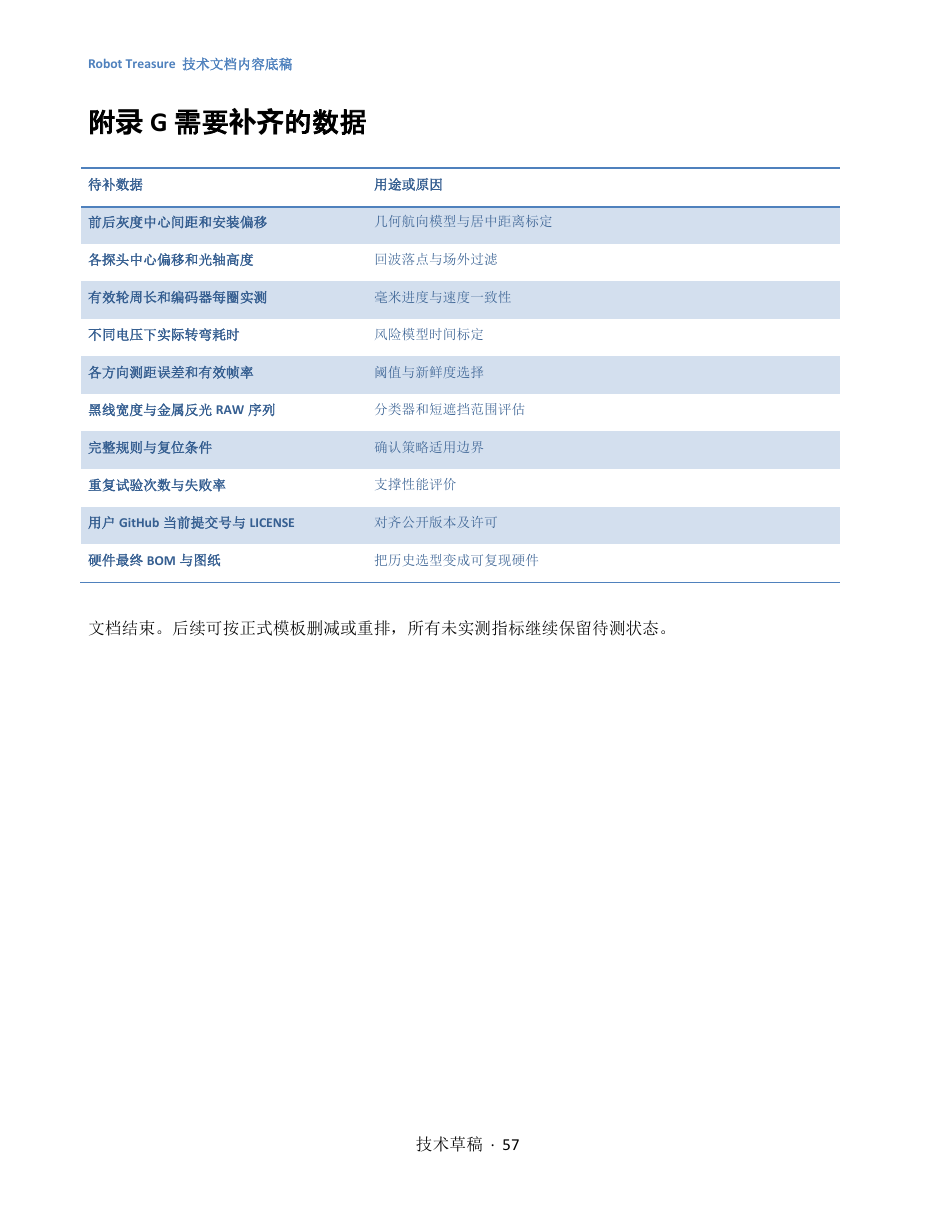 Robot Treasure 技术文档内容底稿
附录 G 需要补齐的数据
待补数据 用途或原因
前后灰度中心间距和安装偏移 几何航向模型与居中距离标定
各探头中心偏移和光轴高度 回波落点与场外过滤
有效轮周长和编码器每圈实测 毫米进度与速度一致性
不同电压下实际转弯耗时 风险模型时间标定
各方向测距误差和有效帧率 阈值与新鲜度选择
黑线宽度与金属反光 RAW 序列 分类器和短遮挡范围评估
完整规则与复位条件 确认策略适用边界
重复试验次数与失败率 支撑性能评价
用户 GitHub 当前提交号与 LICENSE 对齐公开版本及许可
硬件最终 BOM 与图纸 把历史选型变成可复现硬件
文档结束。后续可按正式模板删减或重排，所有未实测指标继续保留待测状态。
技术草稿 · 57